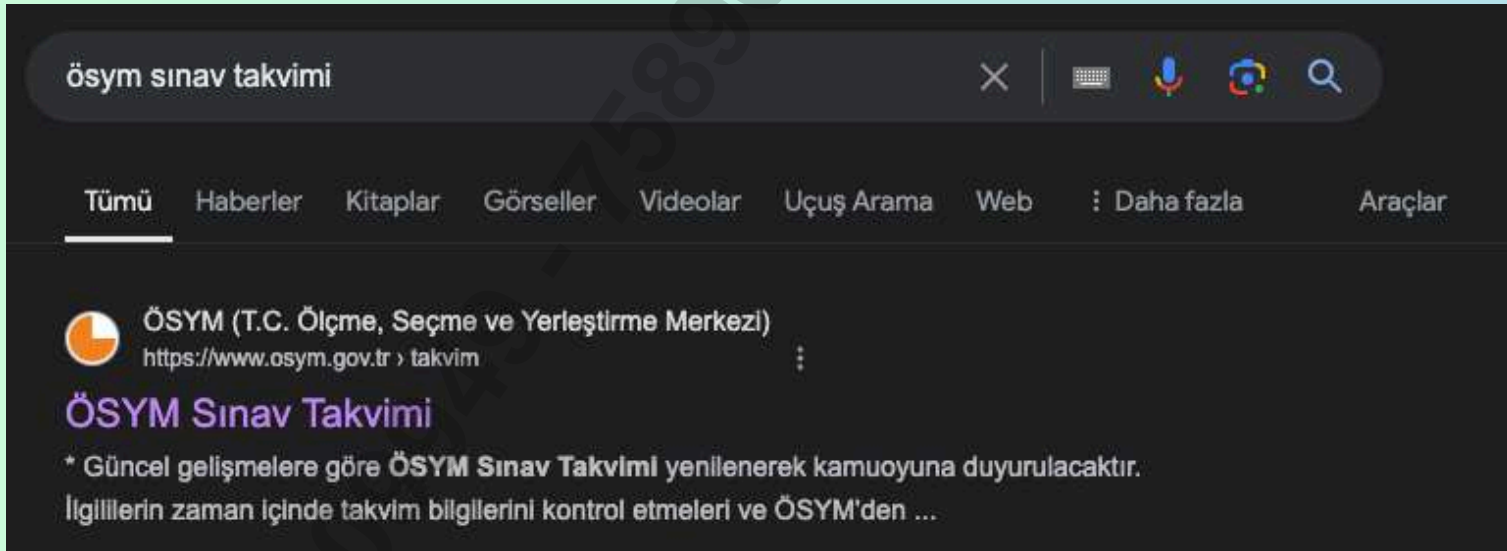 ösym sınav takvimi
Tümü Haberler Kitaplar Görseller Videolar Uçuş Arama Web Daha fazla Araçlar
ÖSYM (T.C. Ölçme, Seçme ve Yerleştirme Merkezi)
https://www.osym.gov.tr › takvim
ÖSYM Sınav Takvimi
* Güncel gelişmelere göre ÖSYM Sınav Takvimi yenilenerek kamuoyuna duyurulacaktır.
İlgililerin zaman içinde takvim bilgilerini kontrol etmeleri ve ÖSYM'den ...